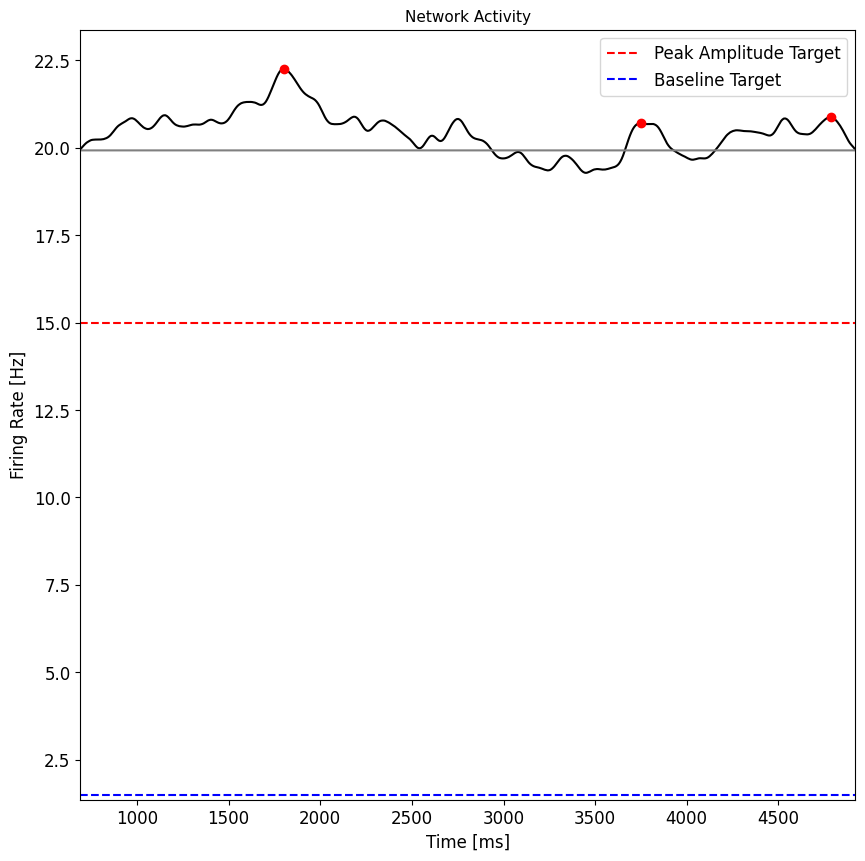 Network Activity
Peak Amplitude Target
Baseline Target
Firing Rate [Hz]
22.5
20.0
17.5
15.0
12.5
10.0
7.5
5.0
2.5
1000 1500 2000 2500 3000 3500 4000 4500
Time [ms]